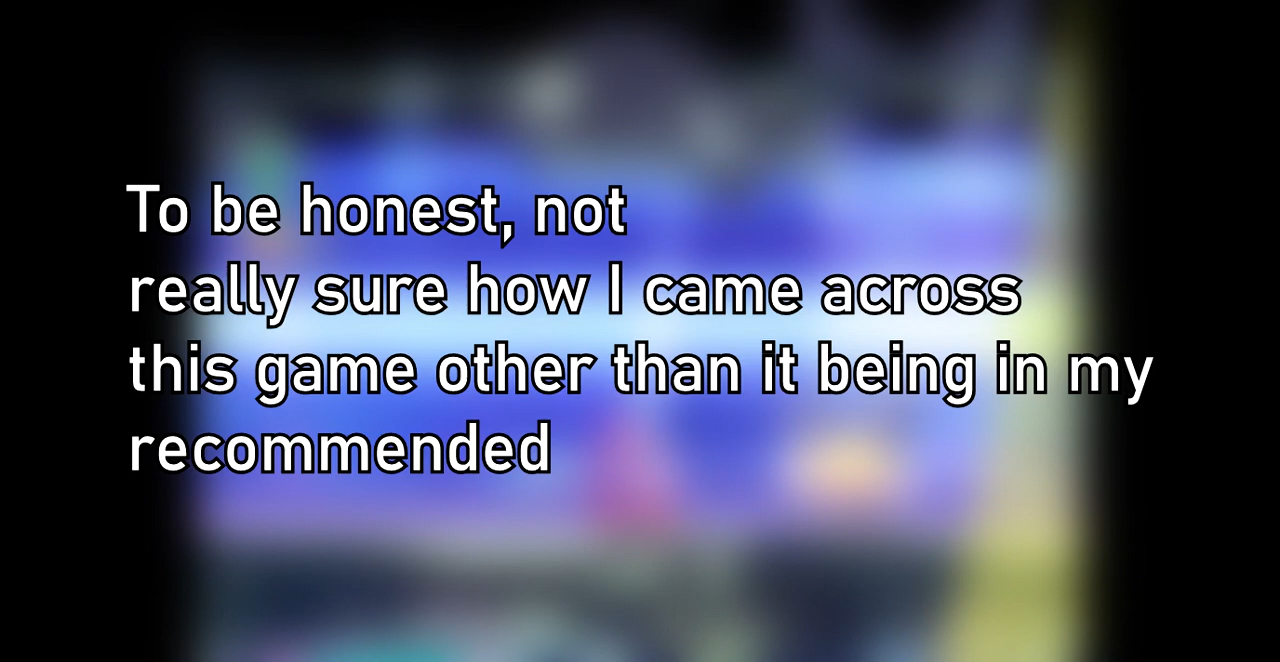 To be honest, not
really sure how I came across
this game other than it being in my
recommended